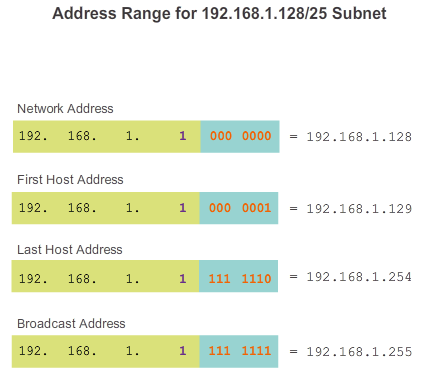 Address Range for 192.168.1.128/25 Subnet
Network Address
192. 168. 1. 1 000 0000 = 192.168.1.128
First Host Address
192. 168. 1. 1 000 0001 = 192.168.1.129
Last Host Address
192. 168. 1. 1 111 1110 = 192.168.1.254
Broadcast Address
192. 168. 1. 1 111 1111 = 192.168.1.255